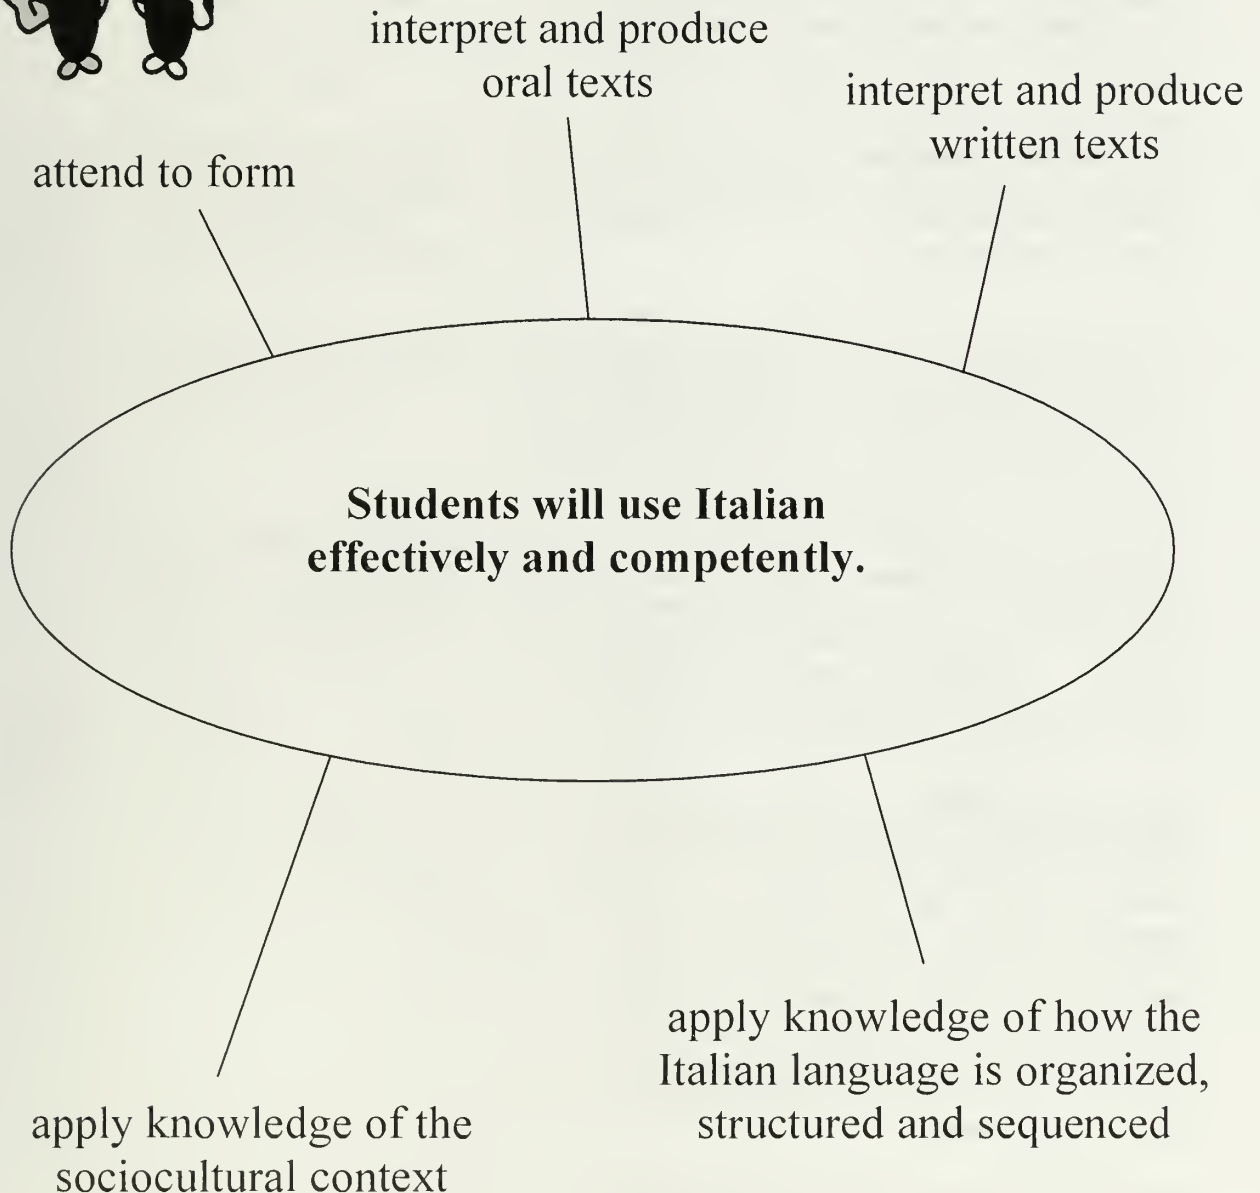 interpret and produce
oral texts
interpret and produce
written texts
attend to form
Students will use Italian
effectively and competently.
apply knowledge of how the
Italian language is organized,
structured and sequenced
apply knowledge of the
sociocultural context